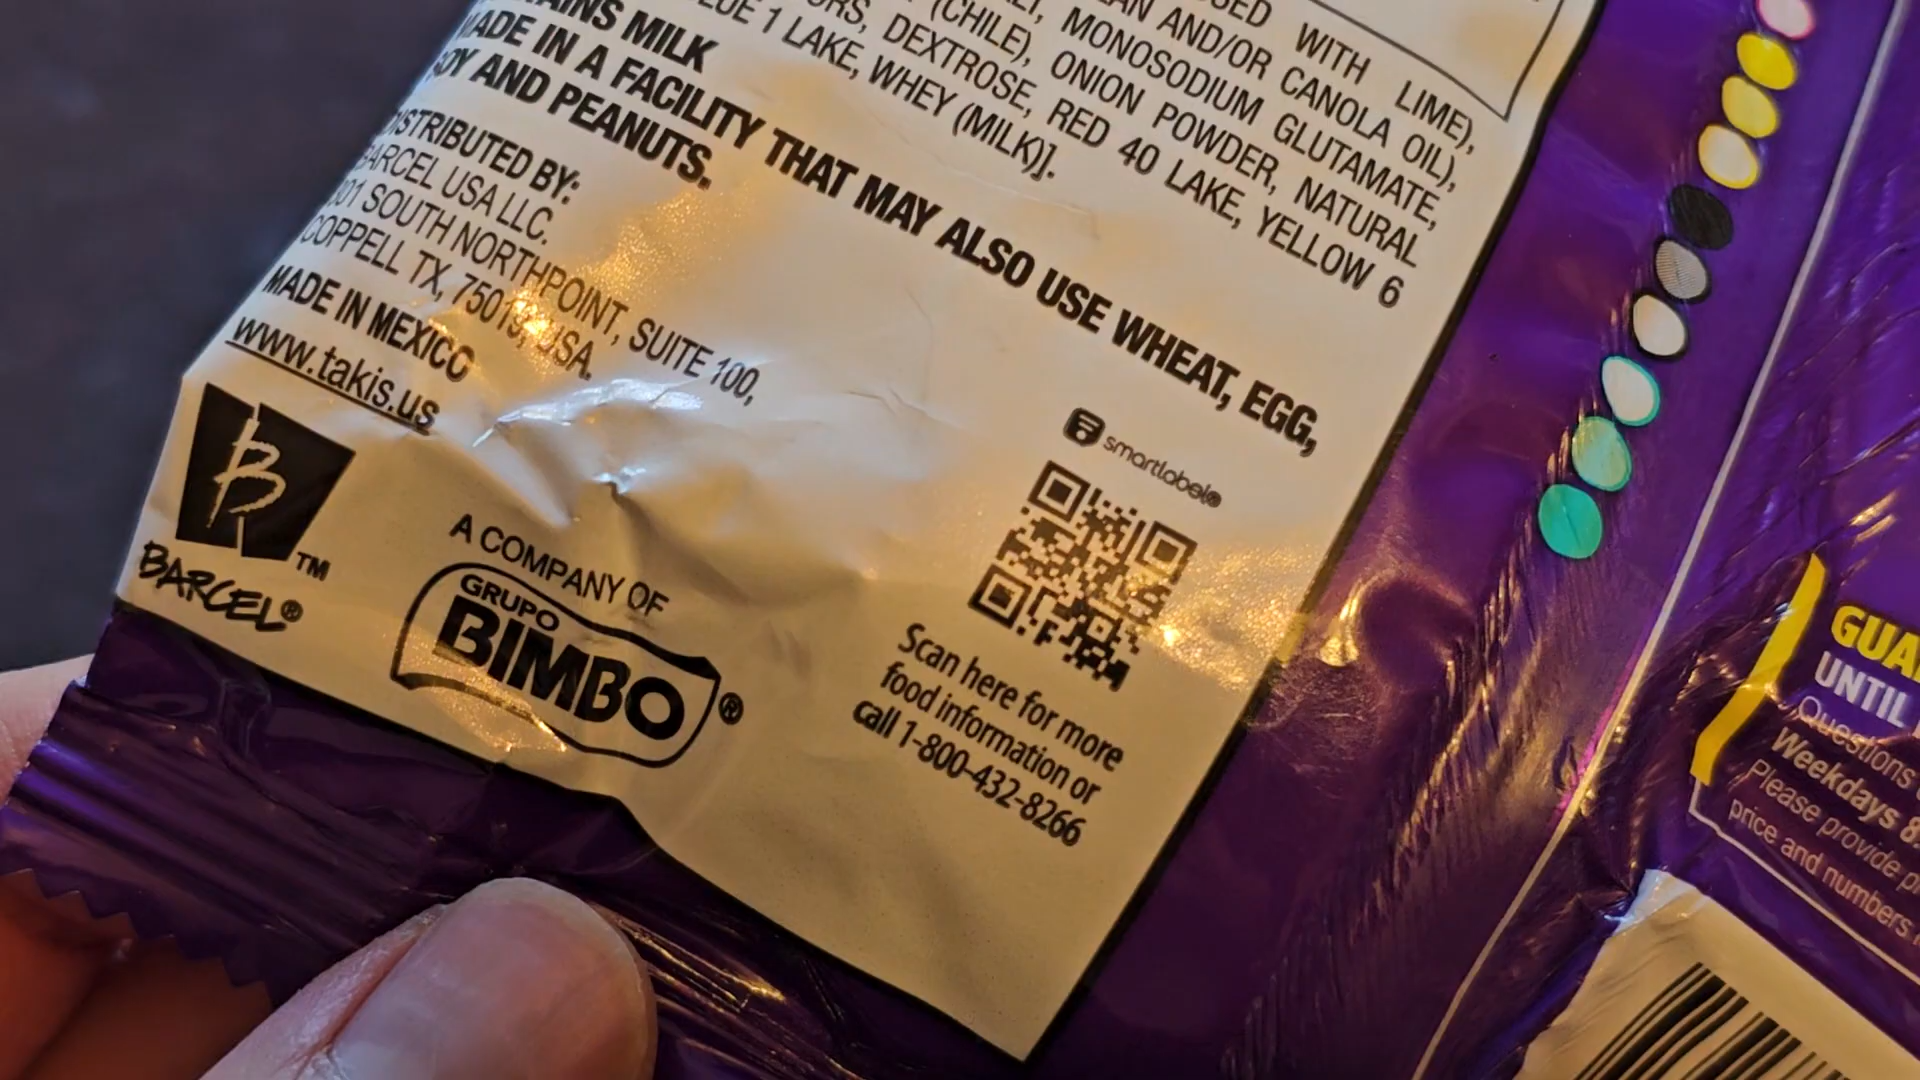 USED WITH LIME),
AND/OR CANOLA OIL),
MONOSODIUM GLUTAMATE,
(CHILE), ONION POWDER, NATURAL
DEXTROSE, RED 40 LAKE, YELLOW 6
1 LAKE, WHEY (MILK)].
MILK
MADE IN A FACILITY THAT MAY ALSO USE WHEAT, EGG,
AND PEANUTS.
DISTRIBUTED BY:
BARCEL USA LLC.
SOUTH NORTHPOINT, SUITE 100,
COPPELL TX, 75019, USA.
MADE IN MEXICO
www.takis.us
B
TM
BARCEL®
A COMPANY OF
GRUPO
BIMBO®
smartlabel®
Scan here for more
food information or
call 1-800-432-8266
UNTIL
Questions
Weekdays
Please provide
price and numbers